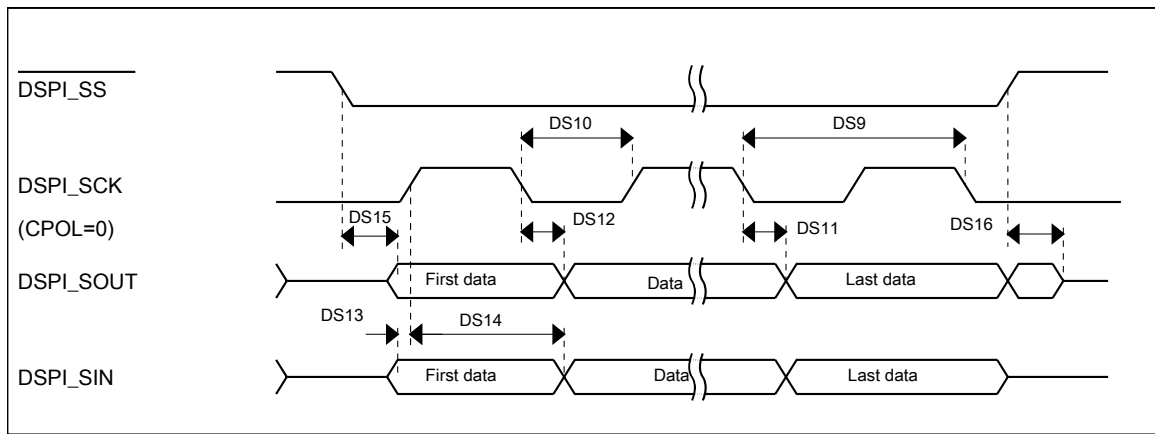 DSPI_SS
DS10
DS9
DSPI_SCK
DS15
DS12
DS11
DS16
(CPOL=0)
DSPI_SOUT
First data
Data
Last data
DS13
DS14
DSPI_SIN
First data
Data
Last data